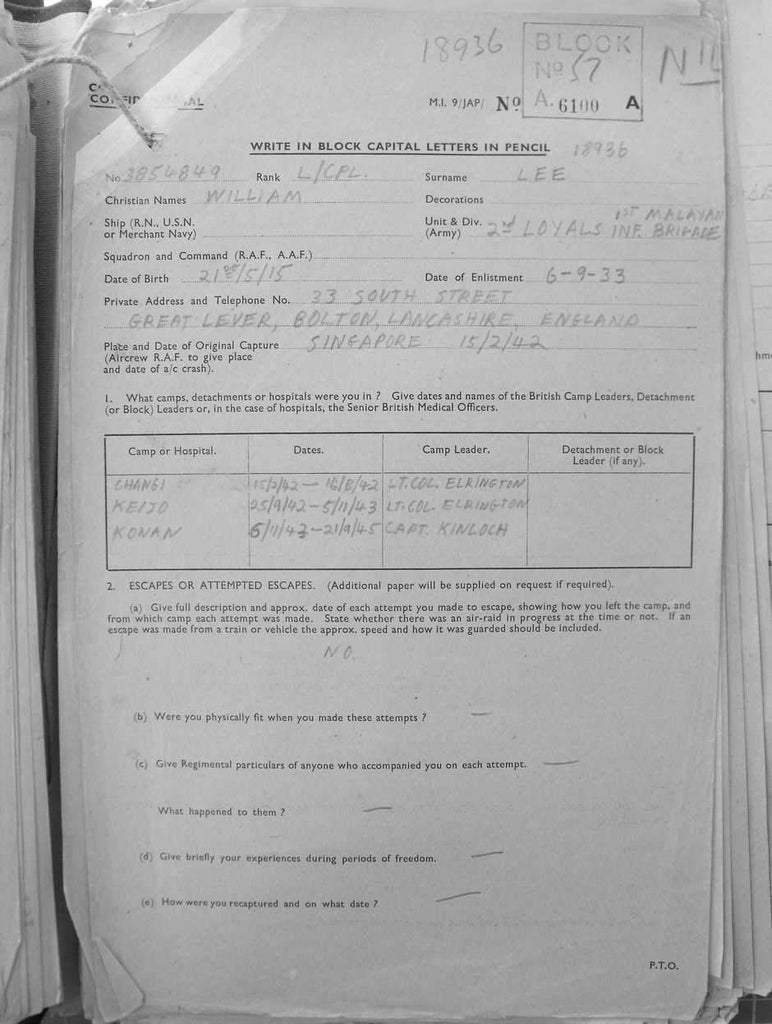 18936 BLOCK No 57 NIL
CONFIDENTIAL
M.I. 9/JAP/ No A. 6100 A
WRITE IN BLOCK CAPITAL LETTERS IN PENCIL 18936
No. 3854849 Rank L/CPL. Surname LEE
Christian Names WILLIAM Decorations
Ship (R.N., U.S.N. or Merchant Navy) Unit & Div. (Army) 2nd LOYALS 1ST MALAYAN INF. BRIGADE
Squadron and Command (R.A.F., A.A.F.)
Date of Birth 21st/5/15 Date of Enlistment 6-9-33
Private Address and Telephone No. 33 SOUTH STREET
GREAT LEVER, BOLTON, LANCASHIRE, ENGLAND
Place and Date of Original Capture SINGAPORE 15/2/42
(Aircrew R.A.F. to give place
and date of a/c crash).
1. What camps, detachments or hospitals were you in ? Give dates and names of the British Camp Leaders, Detachment
(or Block) Leaders or, in the case of hospitals, the Senior British Medical Officers.
Camp or Hospital. Dates. Camp Leader. Detachment or Block Leader (if any).
CHANGI 15/2/42 — 16/8/42 LT. COL. ELRINGTON
KEIJO 25/9/42 — 5/11/43 LT. COL. ELRINGTON
KONAN 5/11/43 — 21/9/45 CAPT. KINLOCH
2. ESCAPES OR ATTEMPTED ESCAPES. (Additional paper will be supplied on request if required).
(a) Give full description and approx. date of each attempt you made to escape, showing how you left the camp, and
from which camp each attempt was made. State whether there was an air-raid in progress at the time or not. If an
escape was made from a train or vehicle the approx. speed and how it was guarded should be included.
NO.
(b) Were you physically fit when you made these attempts ? —
(c) Give Regimental particulars of anyone who accompanied you on each attempt. —
What happened to them ? —
(d) Give briefly your experiences during periods of freedom. —
(e) How were you recaptured and on what date ? —
P.T.O.